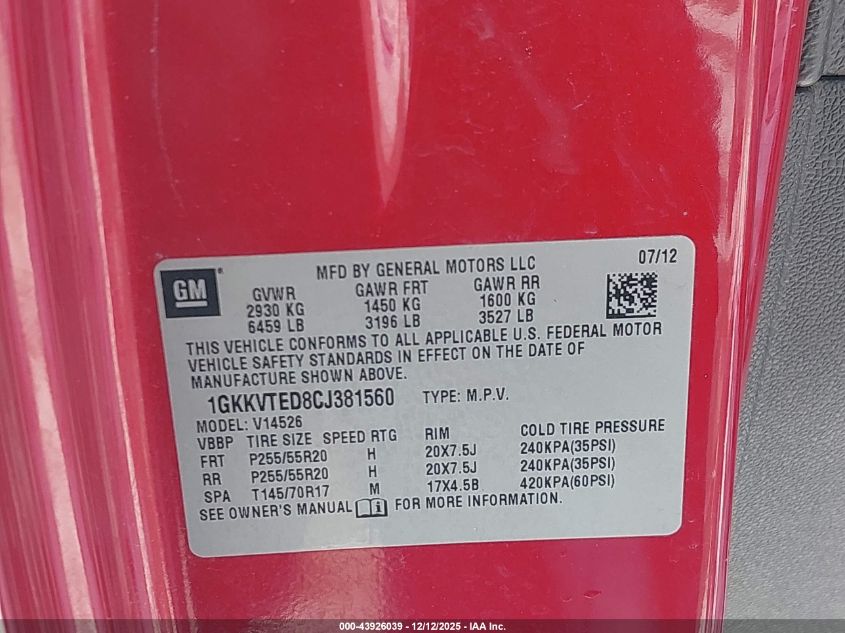 GM
MFD BY GENERAL MOTORS LLC 07/12
GVWR GAWR FRT GAWR RR
2930 KG 1450 KG 1600 KG
6459 LB 3196 LB 3527 LB
THIS VEHICLE CONFORMS TO ALL APPLICABLE U.S. FEDERAL MOTOR
VEHICLE SAFETY STANDARDS IN EFFECT ON THE DATE OF
MANUFACTURE SHOWN ABOVE.
1GKKVTED8CJ381560 TYPE: M.P.V.
MODEL: V14526
VBBP TIRE SIZE SPEED RTG RIM COLD TIRE PRESSURE
FRT P255/55R20 H 20X7.5J 240KPA(35PSI)
RR P255/55R20 H 20X7.5J 240KPA(35PSI)
SPA T145/70R17 M 17X4.5B 420KPA(60PSI)
SEE OWNER'S MANUAL FOR MORE INFORMATION.
000-43926039 - 12/12/2025 - IAA Inc.